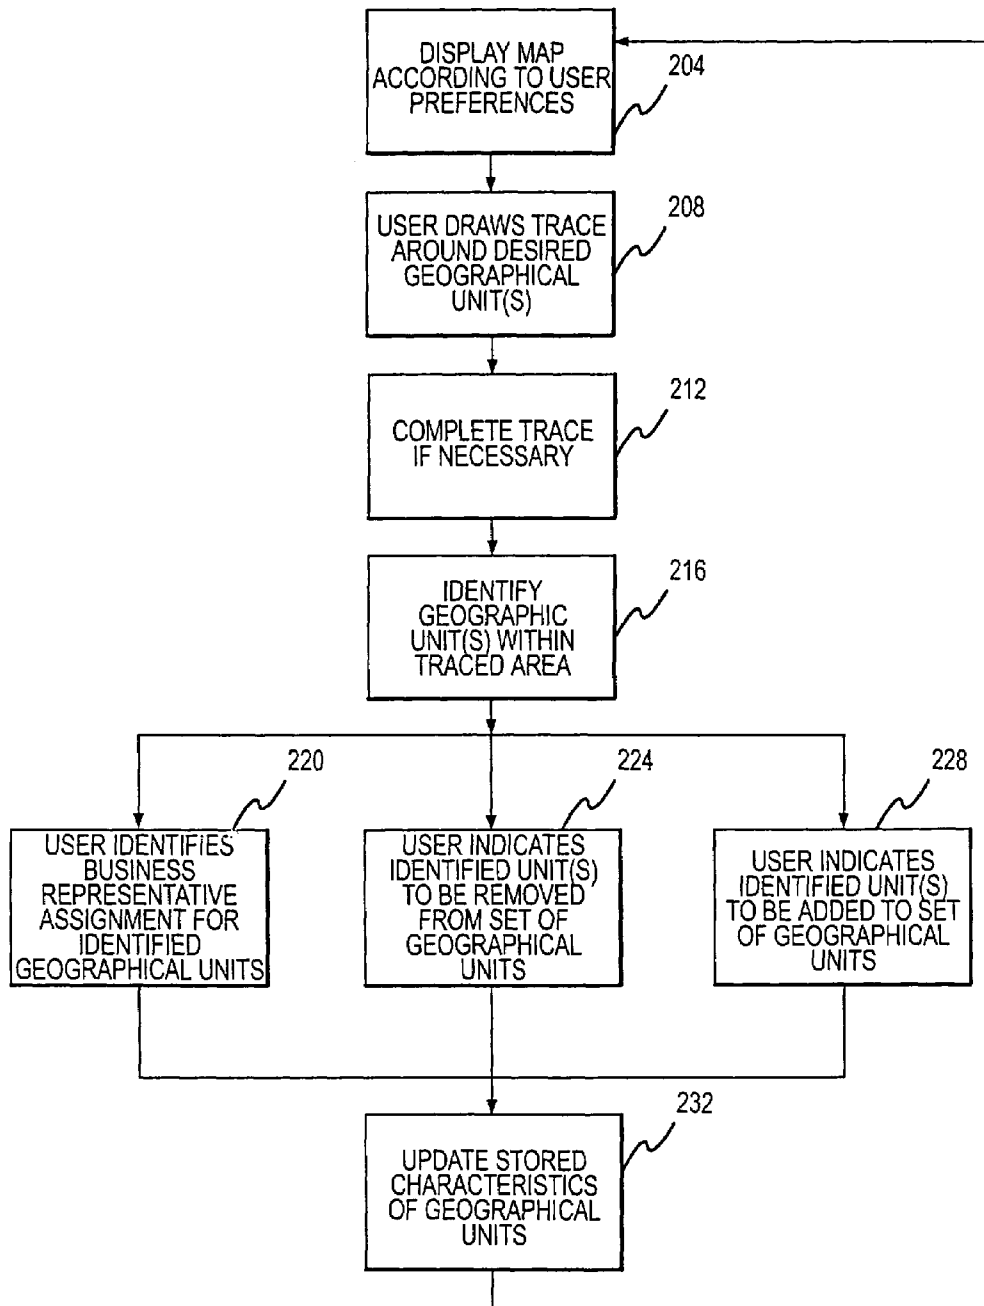 DISPLAY MAP
ACCORDING TO USER
PREFERENCES
204
USER DRAWS TRACE
AROUND DESIRED
GEOGRAPHICAL
UNIT(S)
208
COMPLETE TRACE
IF NECESSARY
212
IDENTIFY
GEOGRAPHIC
UNIT(S) WITHIN
TRACED AREA
216
220
USER IDENTIFIES
BUSINESS
REPRESENTATIVE
ASSIGNMENT FOR
IDENTIFIED
GEOGRAPHICAL UNITS
224
USER INDICATES
IDENTIFIED UNIT(S)
TO BE REMOVED
FROM SET OF
GEOGRAPHICAL
UNITS
228
USER INDICATES
IDENTIFIED UNIT(S)
TO BE ADDED TO SET
OF GEOGRAPHICAL
UNITS
232
UPDATE STORED
CHARACTERISTICS
OF GEOGRAPHICAL
UNITS